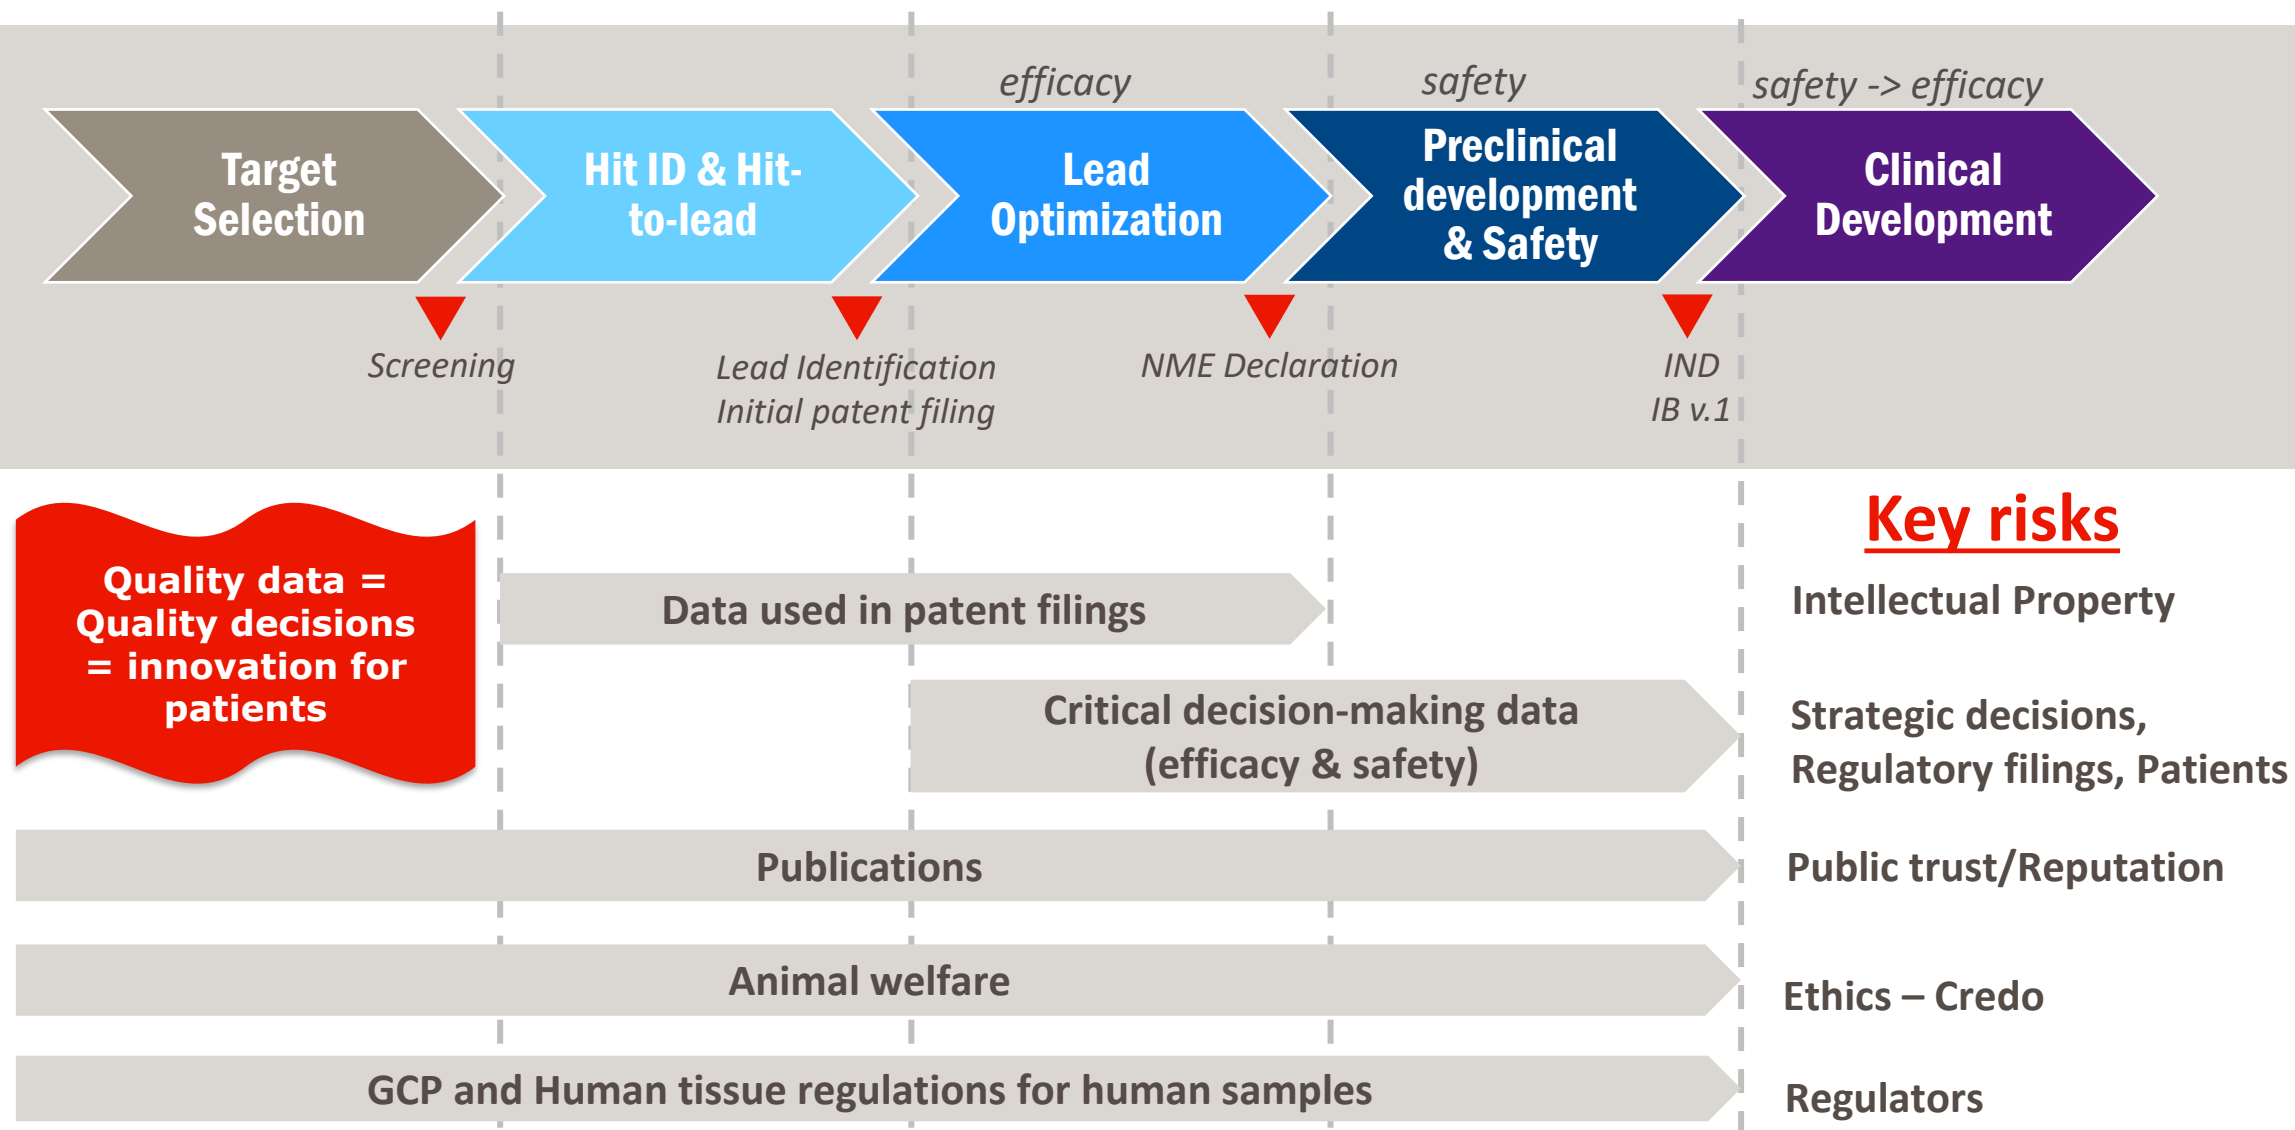 efficacy
safety
safety -> efficacy
Target
Selection
Hit ID & Hit-
to-lead
Lead
Optimization
Preclinical
development
& Safety
Clinical
Development
Screening
Lead Identification
Initial patent filing
NME Declaration
IND
IB v.1
Quality data =
Quality decisions
= innovation for
patients
Key risks
Data used in patent filings
Intellectual Property
Critical decision-making data
(efficacy & safety)
Strategic decisions,
Regulatory filings, Patients
Publications
Public trust/Reputation
Animal welfare
Ethics – Credo
GCP and Human tissue regulations for human samples
Regulators